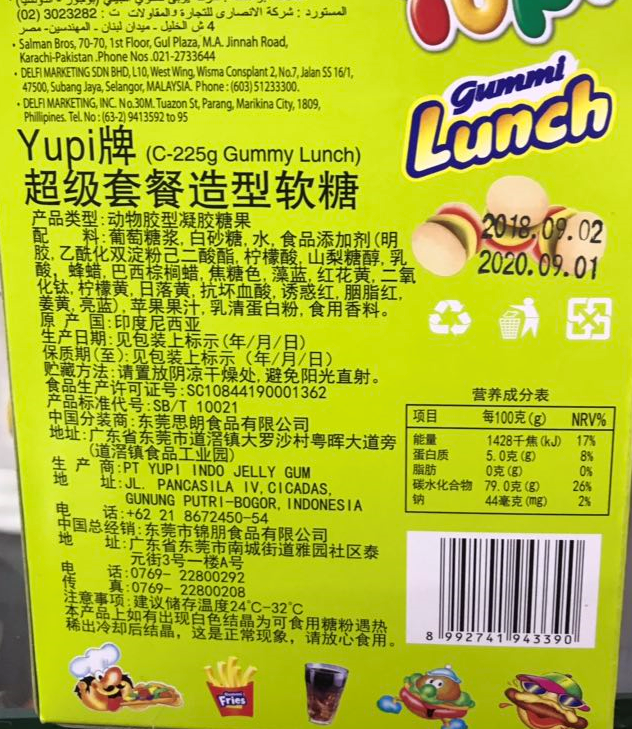 المستورد : شركة الانصارى للتجارة والمقاولات ت : 3023282 (02)
4 ش الخليل - ميدان لبنان - المهندسين- مصر
• Salman Bros, 70-70, 1st Floor, Gul Plaza, M.A. Jinnah Road,
Karachi-Pakistan .Phone Nos .021-2733644
• DELFI MARKETING SDN BHD, L10, West Wing, Wisma Consplant 2, No.7, Jalan SS 16/1,
47500, Subang Jaya, Selangor, MALAYSIA. Phone : (603) 51233300.
• DELFI MARKETING, INC. No.30M. Tuazon St, Parang, Marikina City, 1809,
Phillipines. Tel. No : (63-2) 9413592 to 95
Gummi
Lunch
Yupi牌 (C-225g Gummy Lunch)
超级套餐造型软糖
产品类型:动物胶型凝胶糖果
配 料:葡萄糖浆,白砂糖,水,食品添加剂(明
胶,乙酰化双淀粉己二酸酯,柠檬酸,山梨糖醇,乳
酸,蜂蜡,巴西棕榈蜡,焦糖色,藻蓝,红花黄,二氧
化钛,柠檬黄,日落黄,抗坏血酸,诱惑红,胭脂红,
姜黄,亮蓝),苹果果汁,乳清蛋白粉,食用香料。
原 产 国:印度尼西亚
生产日期:见包装上标示(年/月/日)
保质期(至):见包装上标示 (年/月/日)
贮藏方法:请置放阴凉干燥处,避免阳光直射。
食品生产许可证号:SC10844190001362
产品标准代号:SB/T 10021
中国分装商:东莞思朗食品有限公司
地址:广东省东莞市道滘镇大罗沙村粤晖大道旁
(道滘镇食品工业园)
生 产 商:PT YUPI INDO JELLY GUM
地 址:JL. PANCASILA IV, CICADAS,
GUNUNG PUTRI-BOGOR, INDONESIA
电 话:+62 21 8672450-54
中国总经销:东莞市锦朋食品有限公司
地 址:广东省东莞市南城街道雅园社区泰
元街3号一楼A号
电 话:0769- 22800292
传 真:0769- 22800208
注意事项:建议储存温度24℃-32℃
本产品上如有出现白色结晶为可食用糖粉遇热
稀出冷却后结晶，这是正常现象，请放心食用。
2018.09.02
2020.09.01
营养成分表
项目 每100克(g) NRV%
能量 1428千焦(kJ) 17%
蛋白质 5.0克(g) 8%
脂肪 0克(g) 0%
碳水化合物 79.0克(g) 26%
钠 44毫克(mg) 2%
8 992741 943390
Fries